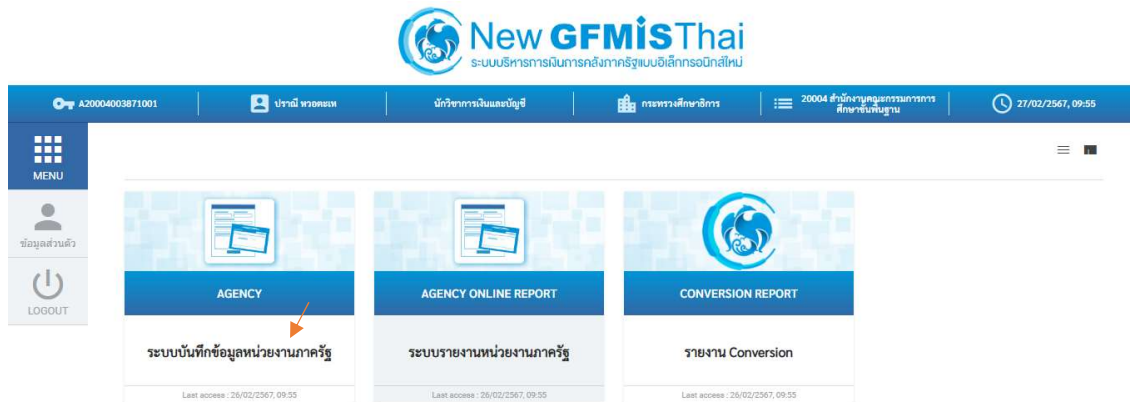 New GFMISThai
ระบบบริหารการเงินการคลังภาครัฐแบบอิเล็กทรอนิกส์ใหม่
A20004003871001
ปราณี หวอตเหเ
นักวิชาการเงินและบัญชี
กระทรวงศึกษาธิการ
20004 สำนักงานคณะกรรมการการ
ศึกษาขั้นพื้นฐาน
27/02/2567, 09:55
MENU
ข้อมูลส่วนตัว
LOGOUT
AGENCY
AGENCY ONLINE REPORT
CONVERSION REPORT
ระบบบันทึกข้อมูลหน่วยงานภาครัฐ
ระบบรายงานหน่วยงานภาครัฐ
รายงาน Conversion
Last access : 26/02/2567, 09:55
Last access : 26/02/2567, 09:55
Last access : 26/02/2567, 09:55